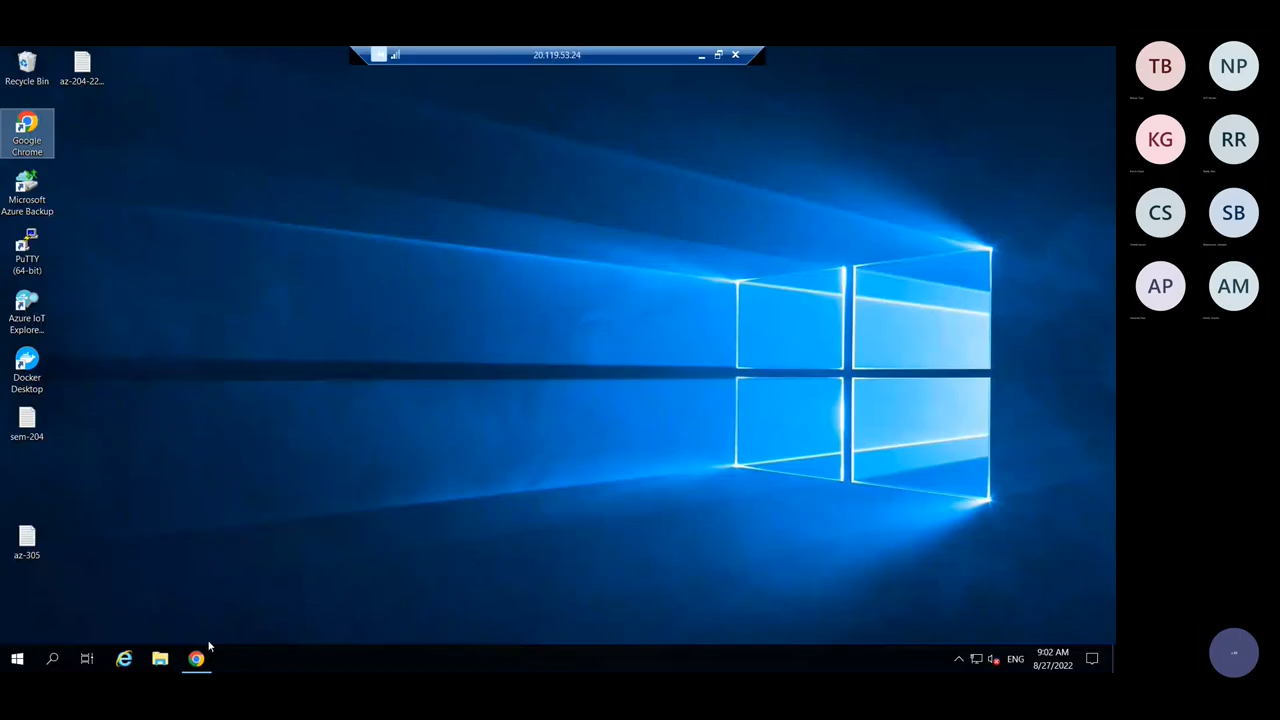 20.119.53.24
Recycle Bin
az-204-22...
Google
Chrome
Microsoft
Azure Backup
PuTTY
(64-bit)
Azure IoT
Explore...
Docker
Desktop
sem-204
az-305
ENG
9:02 AM
8/27/2022
TB
NP
KG
RR
CS
SB
AP
AM